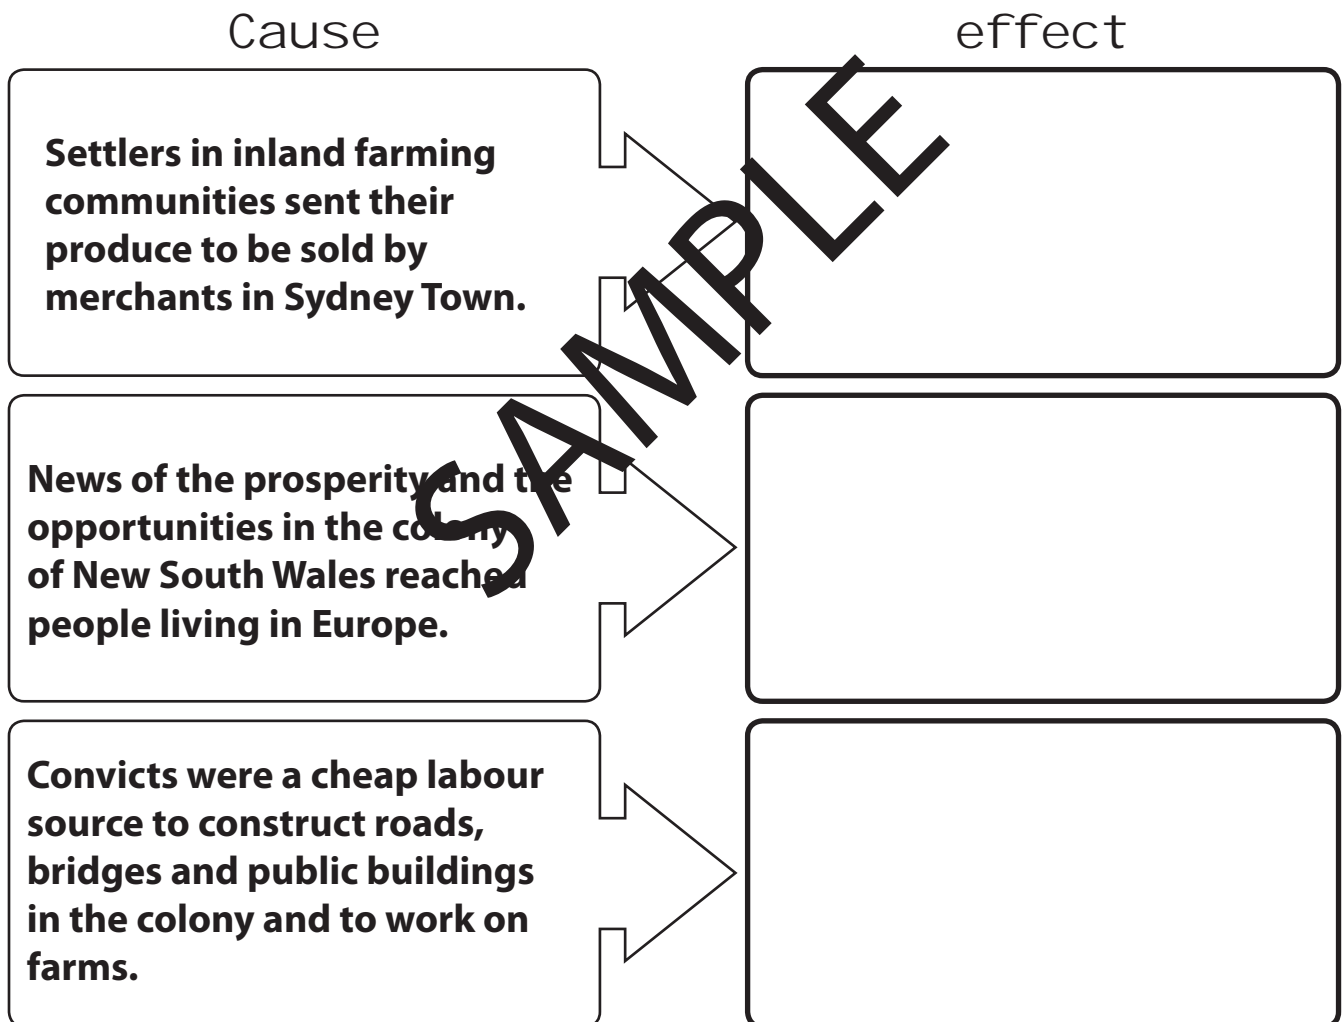 Cause
effect
Settlers in inland farming
communities sent their
produce to be sold by
merchants in Sydney Town.
News of the prosperity and the
opportunities in the colony
of New South Wales reached
people living in Europe.
Convicts were a cheap labour
source to construct roads,
bridges and public buildings
in the colony and to work on
farms.
SAMPLE